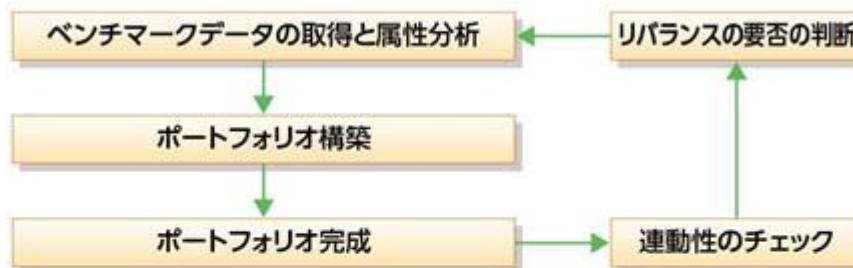 ベンチマークデータの取得と属性分析
リバランスの要否の判断
ポートフォリオ構築
ポートフォリオ完成
連動性のチェック